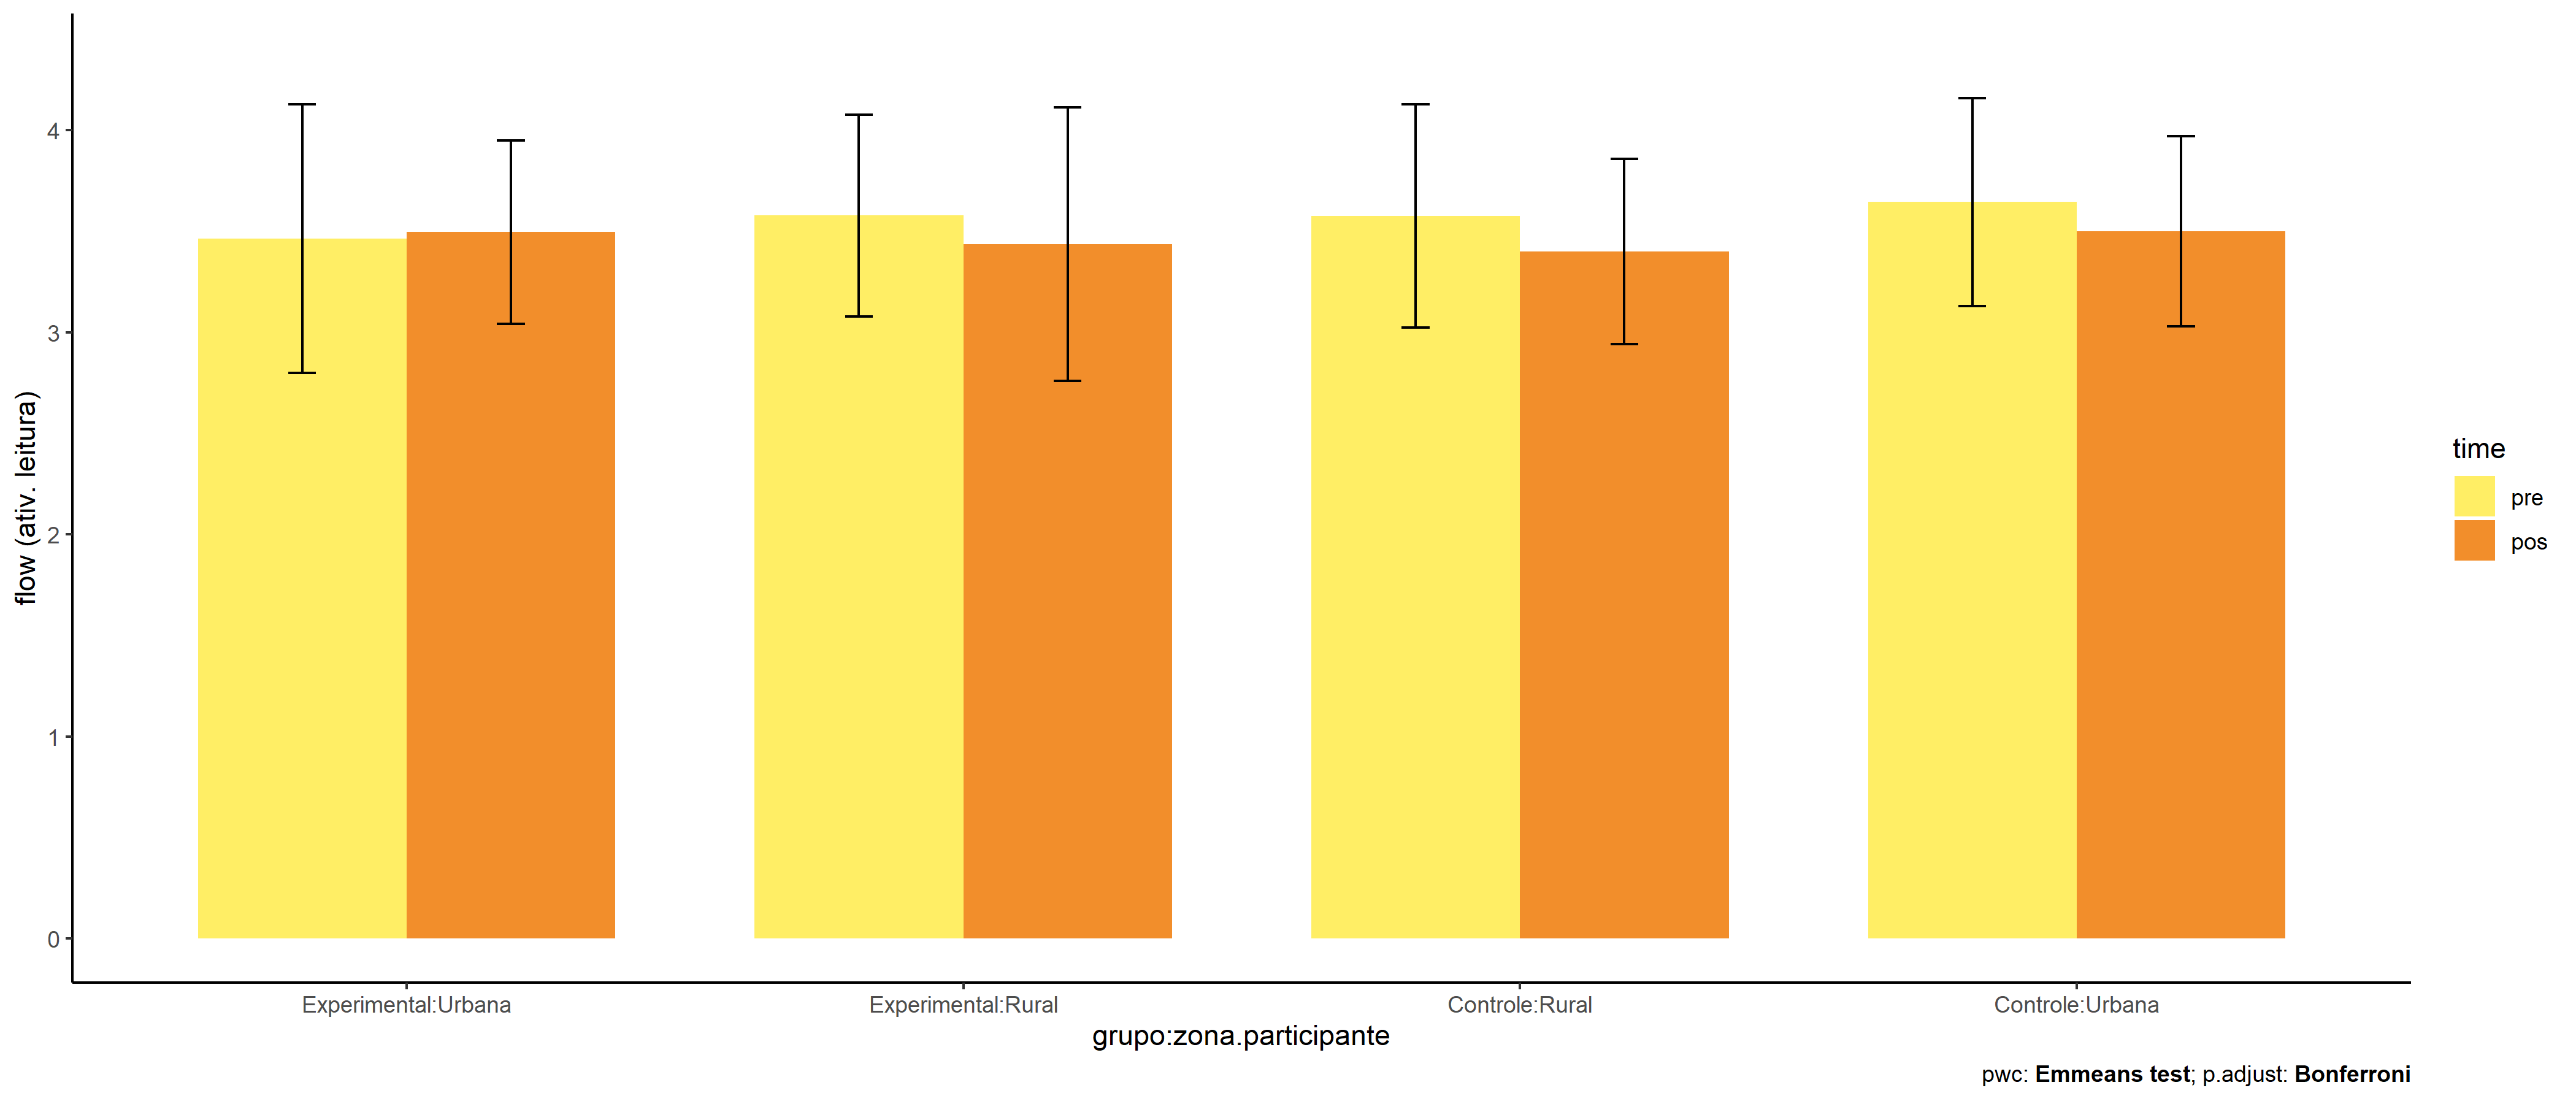 flow (ativ. leitura)
4
3
2
1
0
Experimental:Urbana
Experimental:Rural
Controle:Rural
Controle:Urbana
grupo:zona.participante
time
pre
pos
pwc: Emmeans test; p.adjust: Bonferroni